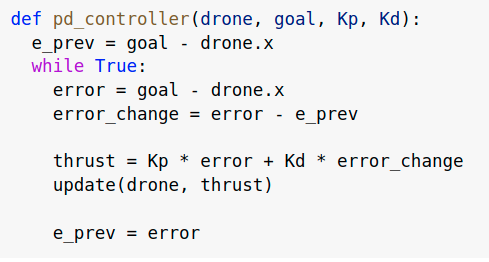 def pd_controller(drone, goal, Kp, Kd):
  e_prev = goal - drone.x
  while True:
    error = goal - drone.x
    error_change = error - e_prev

    thrust = Kp * error + Kd * error_change
    update(drone, thrust)

    e_prev = error